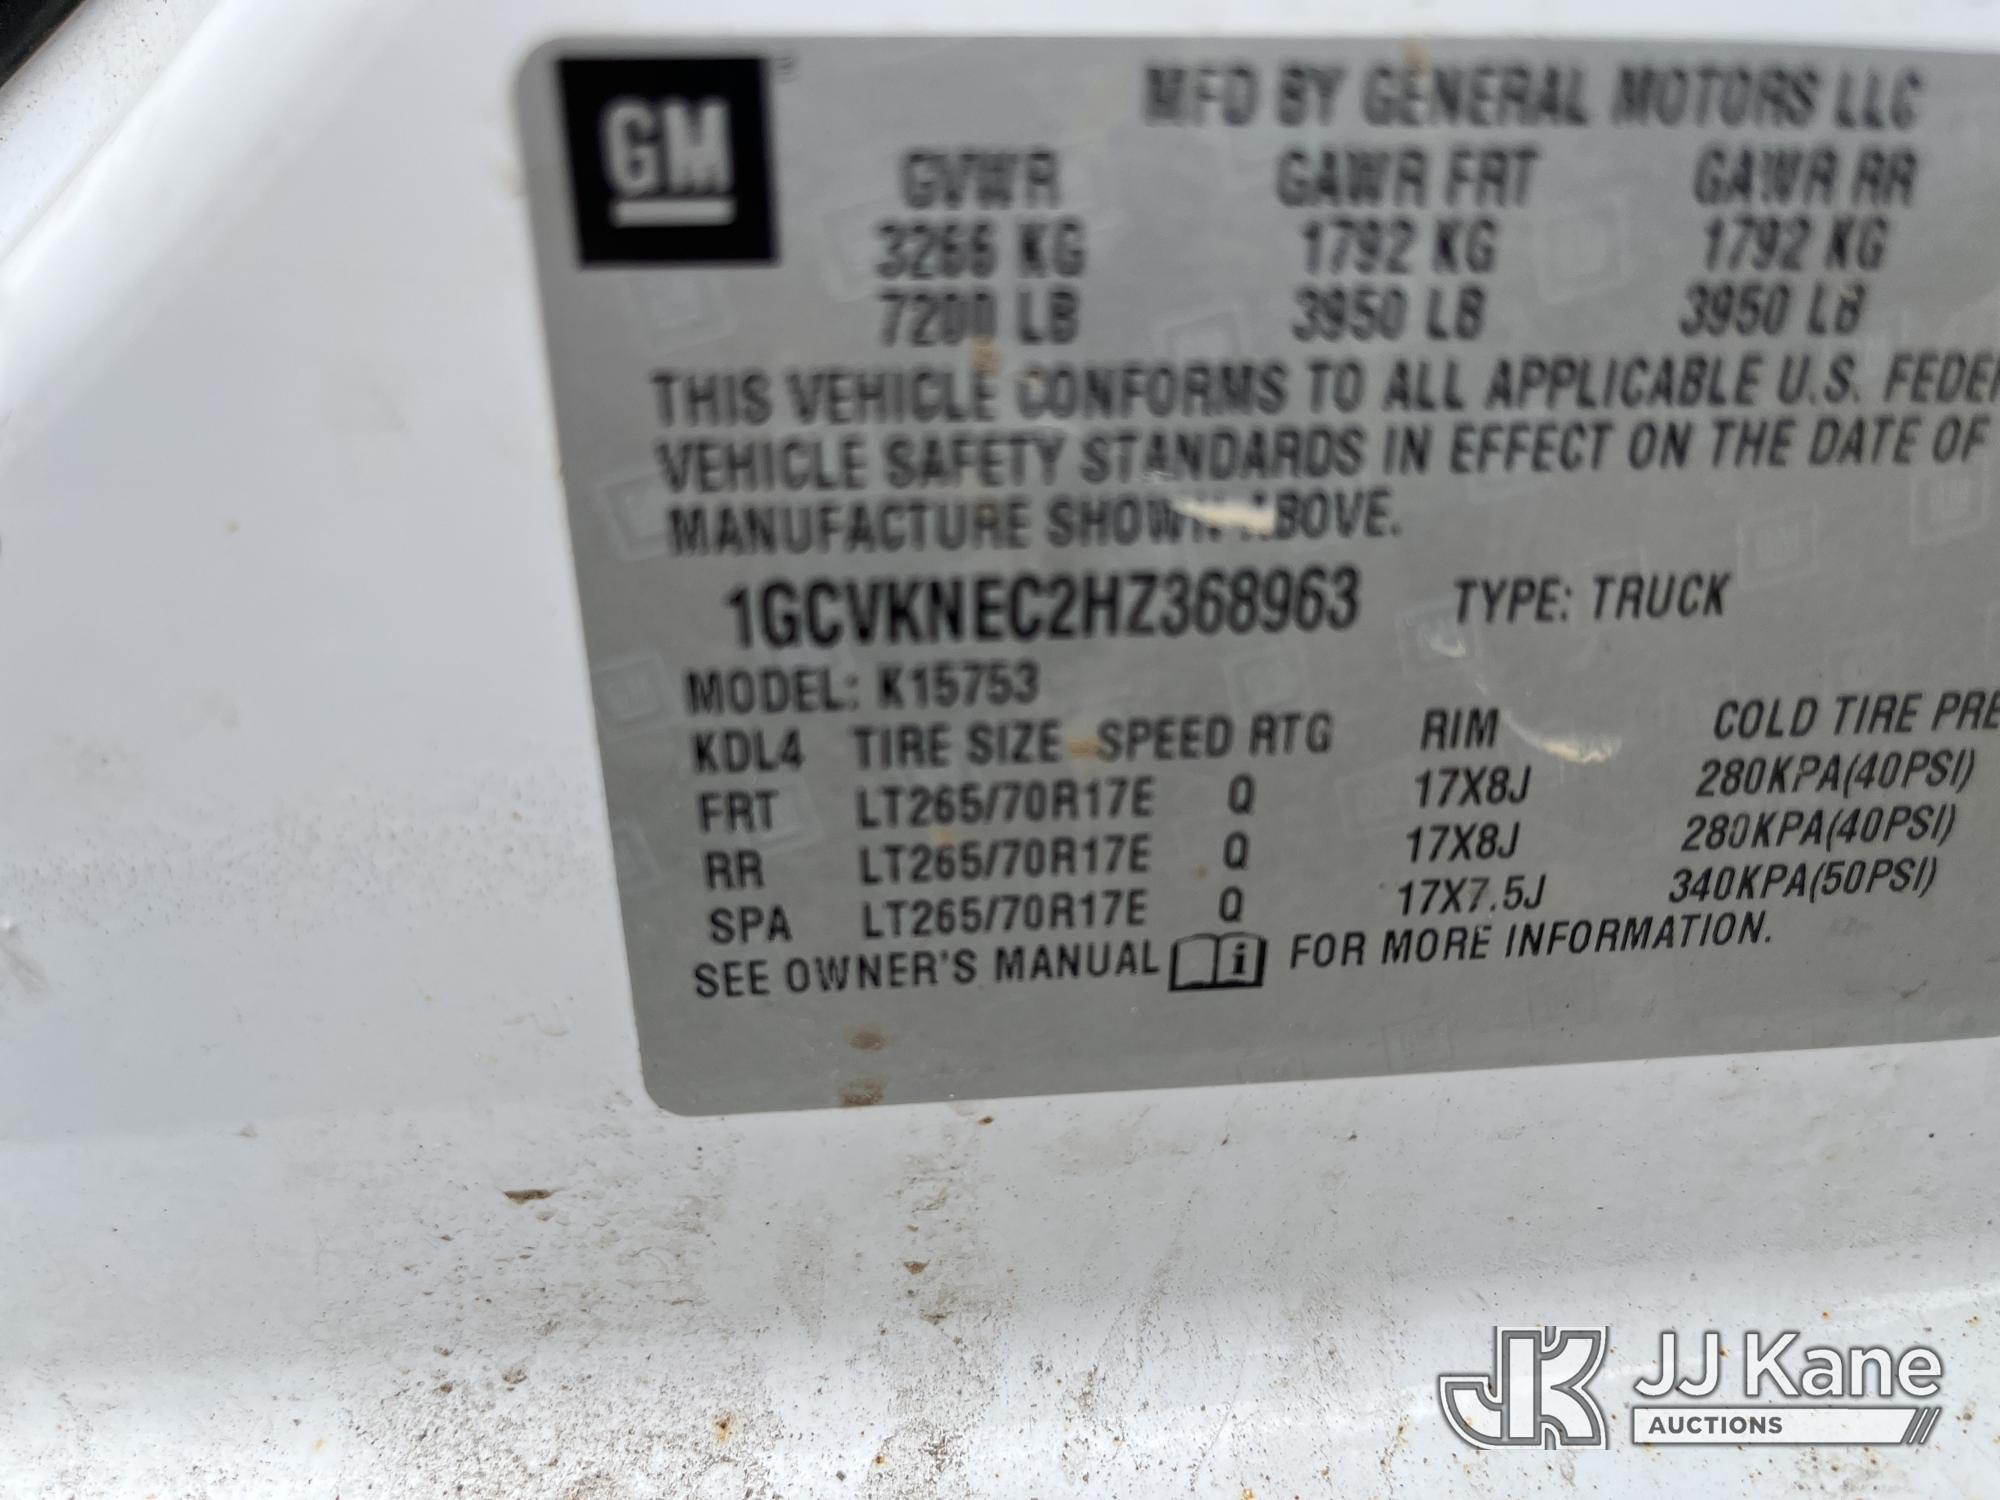 GM
MFD BY GENERAL MOTORS LLC
GVWR GAWR FRT GAWR RR
3266 KG 1792 KG 1792 KG
7200 LB 3950 LB 3950 LB
THIS VEHICLE CONFORMS TO ALL APPLICABLE U.S. FEDER
VEHICLE SAFETY STANDARDS IN EFFECT ON THE DATE OF
MANUFACTURE SHOWN ABOVE.
1GCVKNEC2HZ368963 TYPE: TRUCK
MODEL: K15753
KDL4 TIRE SIZE SPEED RTG RIM COLD TIRE PRE
FRT LT265/70R17E Q 17X8J 280KPA(40PSI)
RR LT265/70R17E Q 17X8J 280KPA(40PSI)
SPA LT265/70R17E Q 17X7.5J 340KPA(50PSI)
SEE OWNER'S MANUAL i FOR MORE INFORMATION.
JK JJ Kane
AUCTIONS